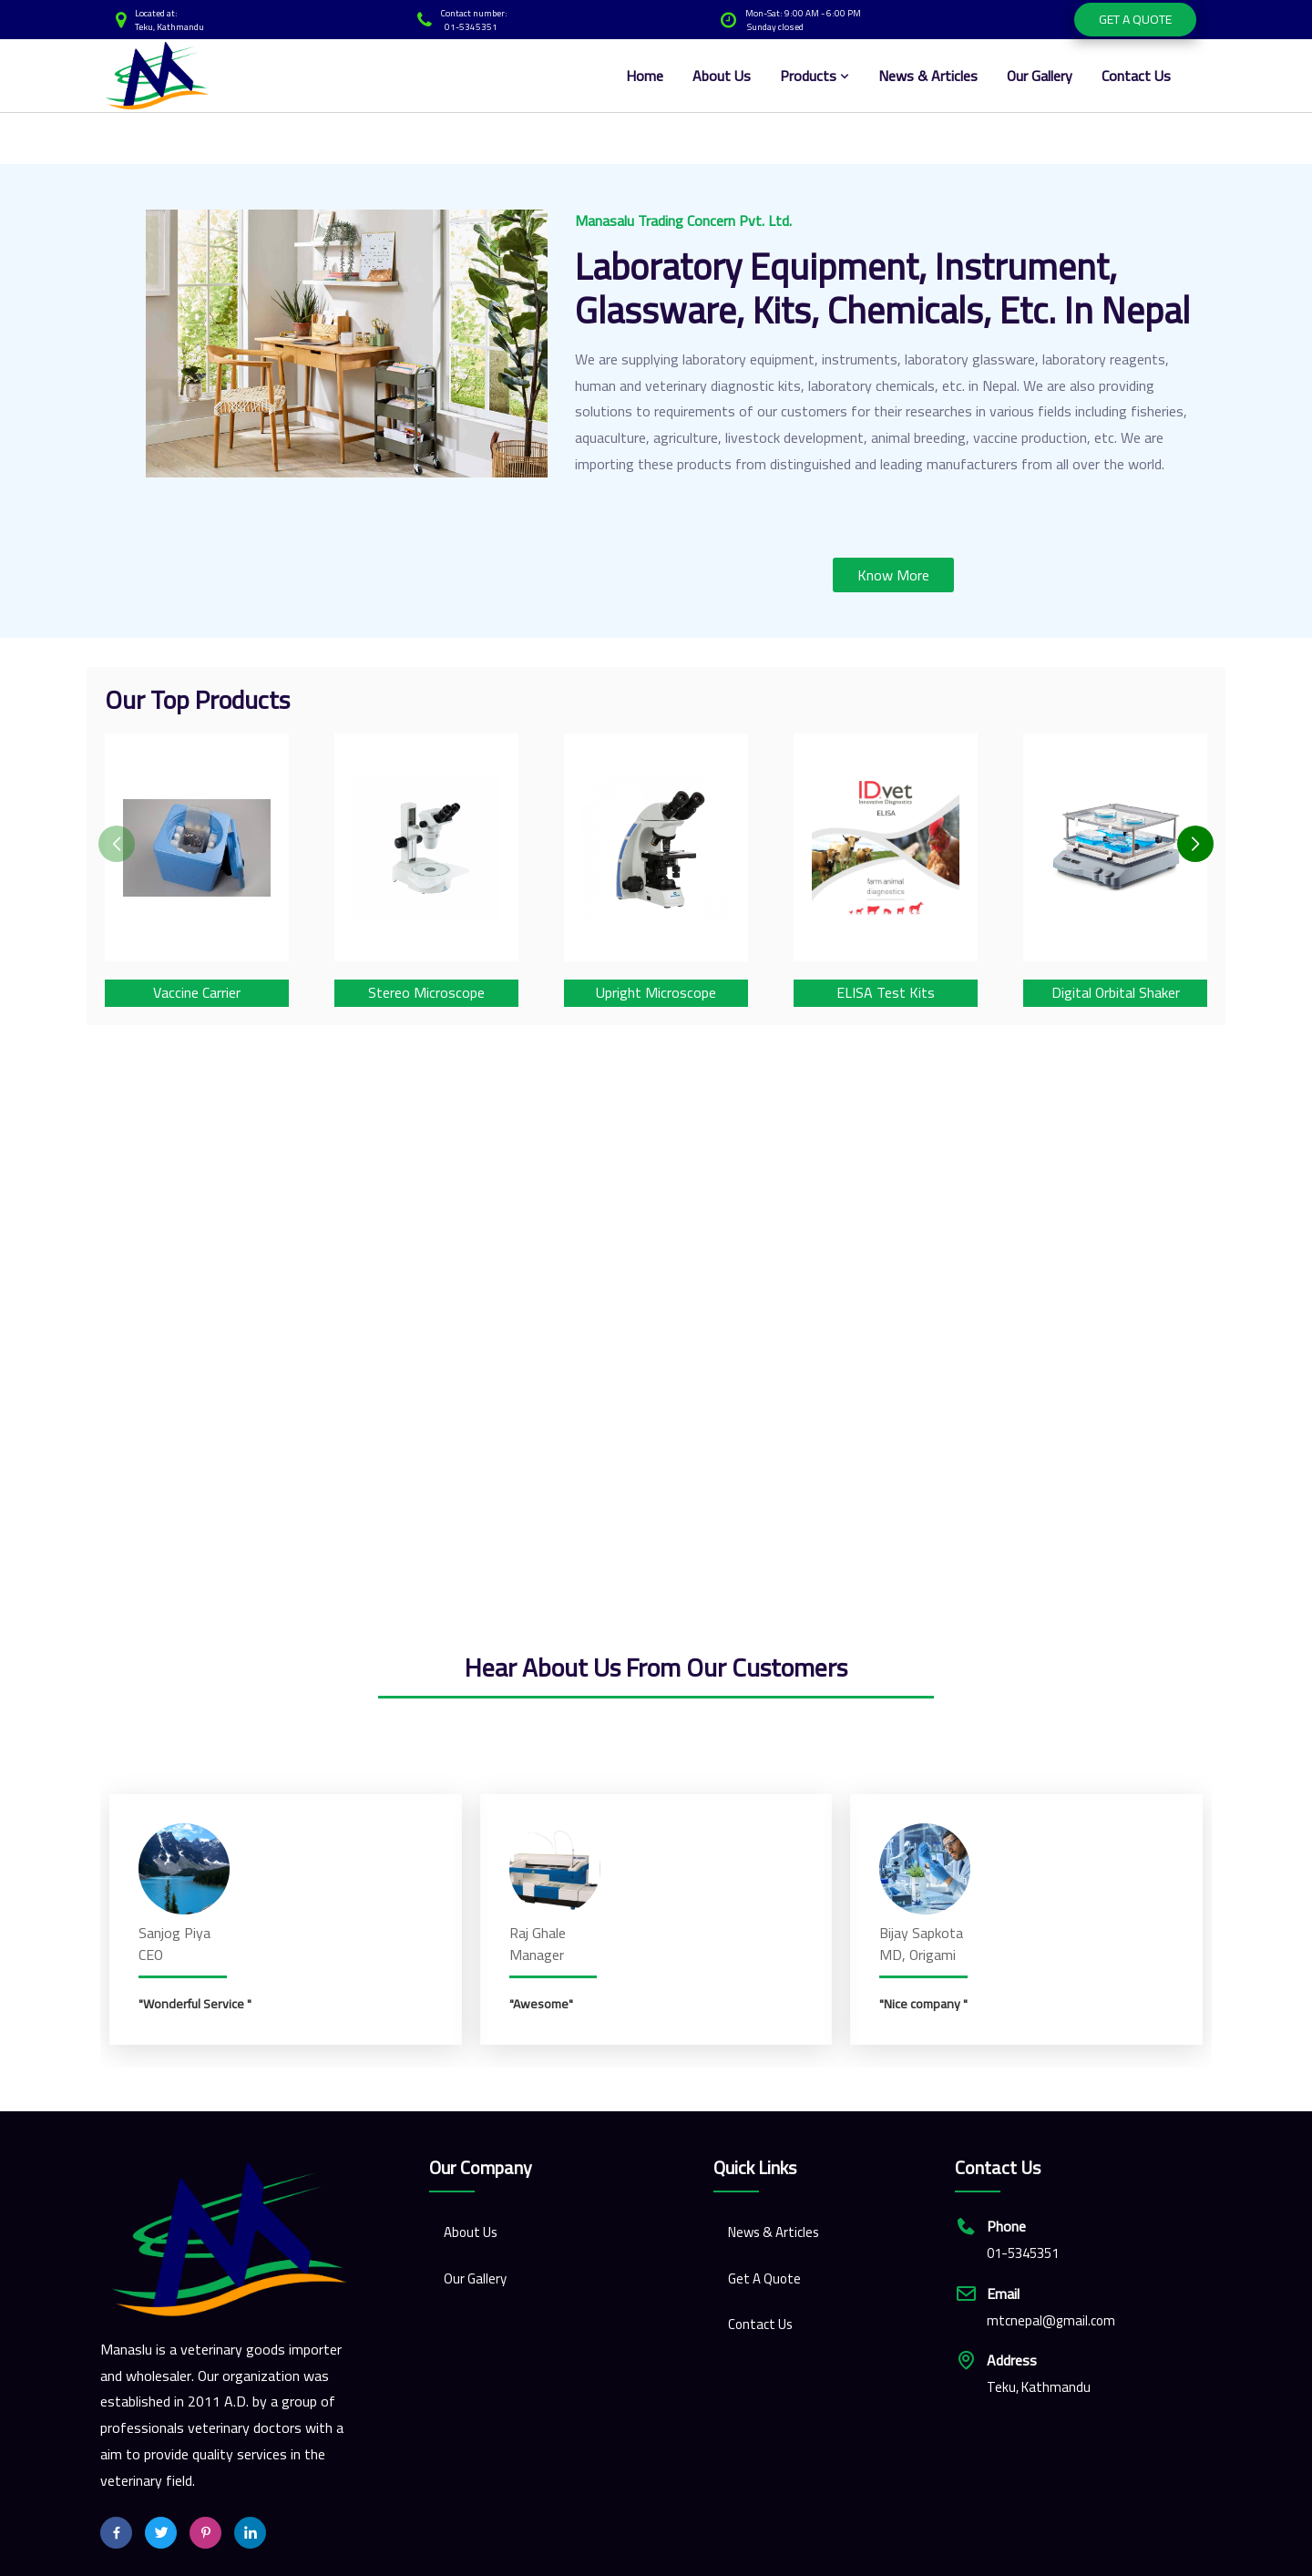 Located at:
Teku, Kathmandu
Contact number:
01-5345351
Mon-Sat: 9:00 AM - 6:00 PM
Sunday closed
GET A QUOTE
Home
About Us
Products
News & Articles
Our Gallery
Contact Us
Manasalu Trading Concern Pvt. Ltd.
Laboratory Equipment, Instrument,
Glassware, Kits, Chemicals, Etc. In Nepal
We are supplying laboratory equipment, instruments, laboratory glassware, laboratory reagents,
human and veterinary diagnostic kits, laboratory chemicals, etc. in Nepal. We are also providing
solutions to requirements of our customers for their researches in various fields including fisheries,
aquaculture, agriculture, livestock development, animal breeding, vaccine production, etc. We are
importing these products from distinguished and leading manufacturers from all over the world.
Know More
Our Top Products
IDvet
Innovative Diagnostics
ELISA
farm animal
diagnostics
Vaccine Carrier
Stereo Microscope
Upright Microscope
ELISA Test Kits
Digital Orbital Shaker
Hear About Us From Our Customers
Sanjog Piya
CEO
"Wonderful Service "
Raj Ghale
Manager
"Awesome"
Bijay Sapkota
MD, Origami
"Nice company "
Manaslu is a veterinary goods importer
and wholesaler. Our organization was
established in 2011 A.D. by a group of
professionals veterinary doctors with a
aim to provide quality services in the
veterinary field.
Our Company
About Us
Our Gallery
Quick Links
News & Articles
Get A Quote
Contact Us
Contact Us
Phone
01-5345351
Email
mtcnepal@gmail.com
Address
Teku, Kathmandu